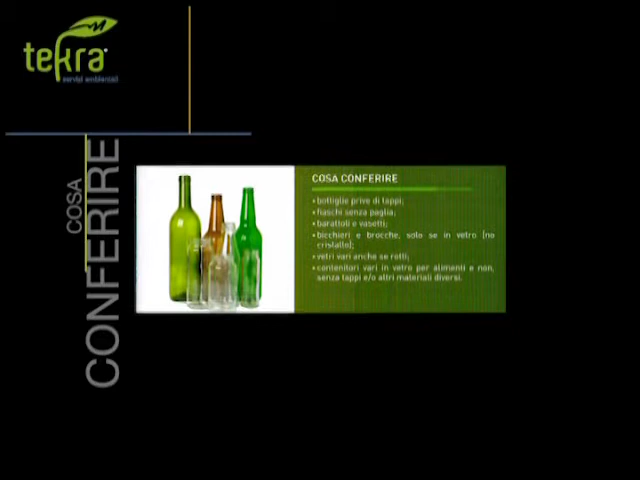 tekra
servizi ambientali
COSA
CONFERIRE
COSA CONFERIRE
• bottiglie prive di tappi;
• fiaschi senza paglia;
• barattoli e vasetti;
• bicchieri e brocche, solo se in vetro (no
cristallo);
• vetri vari anche se rotti;
• contenitori vari in vetro per alimenti e non,
senza tappi e/o altri materiali diversi.